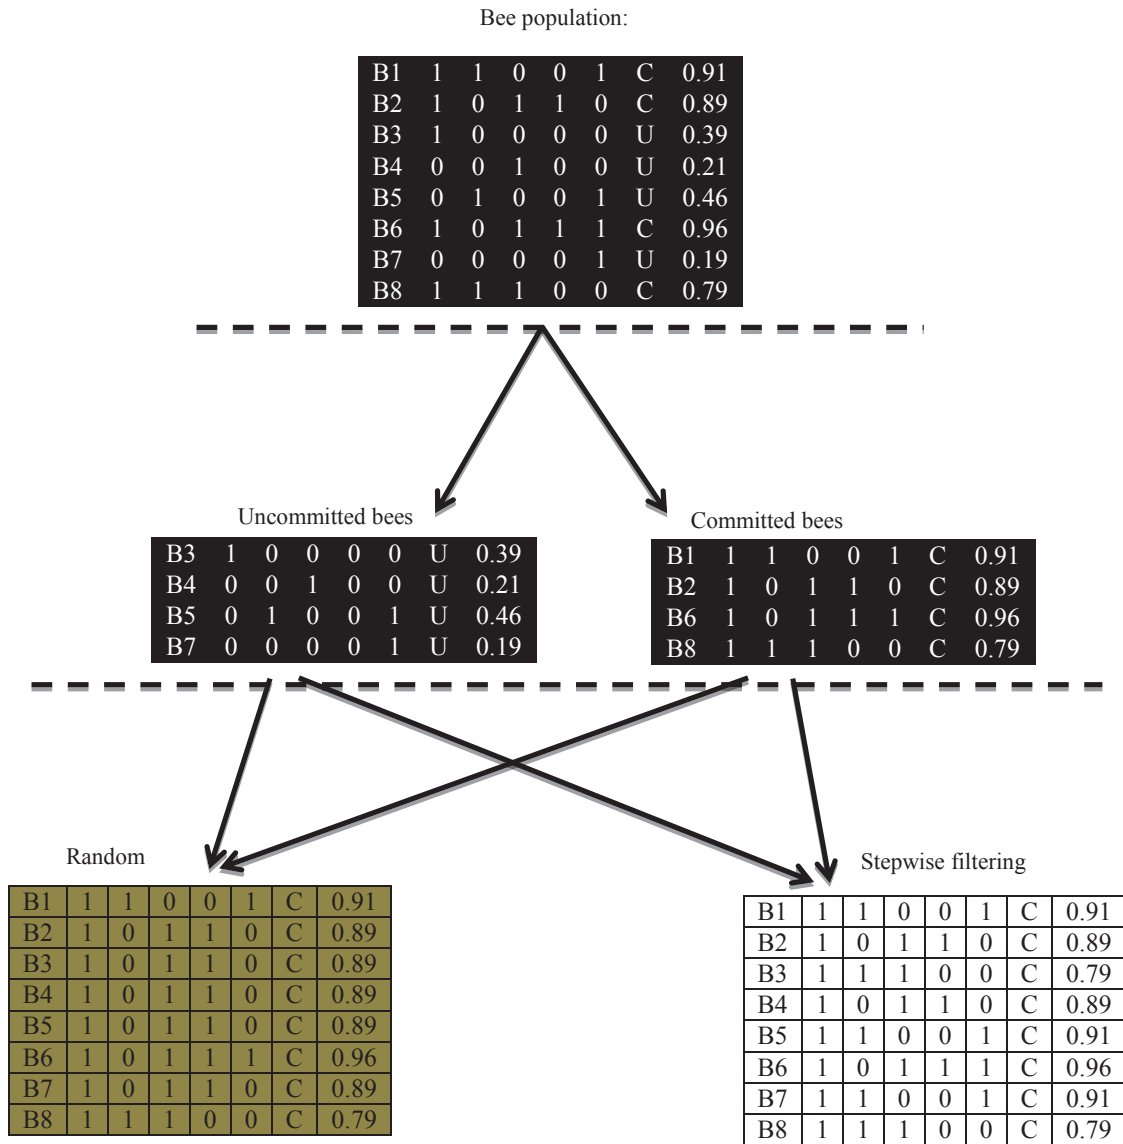 Bee population:
B1 1 1 0 0 1 C 0.91
B2 1 0 1 1 0 C 0.89
B3 1 0 0 0 0 U 0.39
B4 0 0 1 0 0 U 0.21
B5 0 1 0 0 1 U 0.46
B6 1 0 1 1 1 C 0.96
B7 0 0 0 0 1 U 0.19
B8 1 1 1 0 0 C 0.79
Uncommitted bees
B3 1 0 0 0 0 U 0.39
B4 0 0 1 0 0 U 0.21
B5 0 1 0 0 1 U 0.46
B7 0 0 0 0 1 U 0.19
Committed bees
B1 1 1 0 0 1 C 0.91
B2 1 0 1 1 0 C 0.89
B6 1 0 1 1 1 C 0.96
B8 1 1 1 0 0 C 0.79
Random
B1 1 1 0 0 1 C 0.91
B2 1 0 1 1 0 C 0.89
B3 1 0 1 1 0 C 0.89
B4 1 0 1 1 0 C 0.89
B5 1 0 1 1 0 C 0.89
B6 1 0 1 1 1 C 0.96
B7 1 0 1 1 0 C 0.89
B8 1 1 1 0 0 C 0.79
Stepwise filtering
B1 1 1 0 0 1 C 0.91
B2 1 0 1 1 0 C 0.89
B3 1 1 1 0 0 C 0.79
B4 1 0 1 1 0 C 0.89
B5 1 1 0 0 1 C 0.91
B6 1 0 1 1 1 C 0.96
B7 1 1 0 0 1 C 0.91
B8 1 1 1 0 0 C 0.79